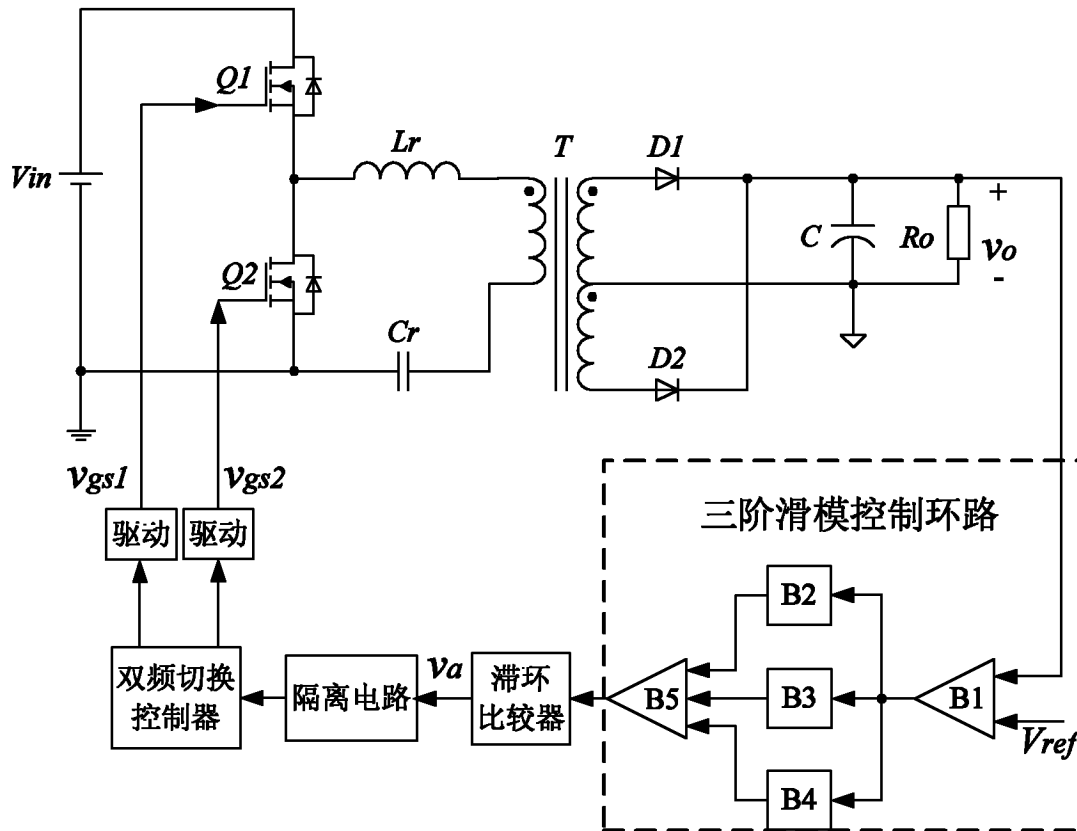 Q1
Lr
T
D1
Vin
+
C
Ro
vo
-
Q2
Cr
D2
vgs1
vgs2
三阶滑模控制环路
驱动
驱动
B2
双频切换
控制器
隔离电路
va
滞环
比较器
B5
B3
B1
Vref
B4